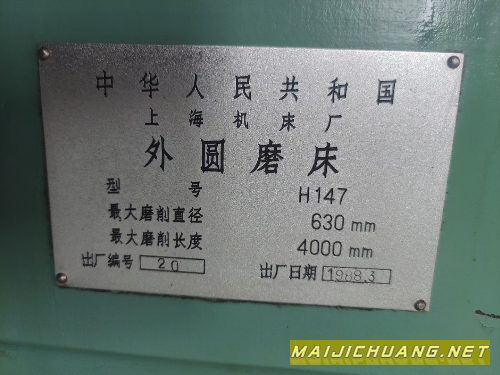 中华人民共和国
上海机床厂
外圆磨床
型号 H147
最大磨削直径 630 mm
最大磨削长度 4000 mm
出厂编号 20 出厂日期 1988.3
MAIJICHUANG.NET